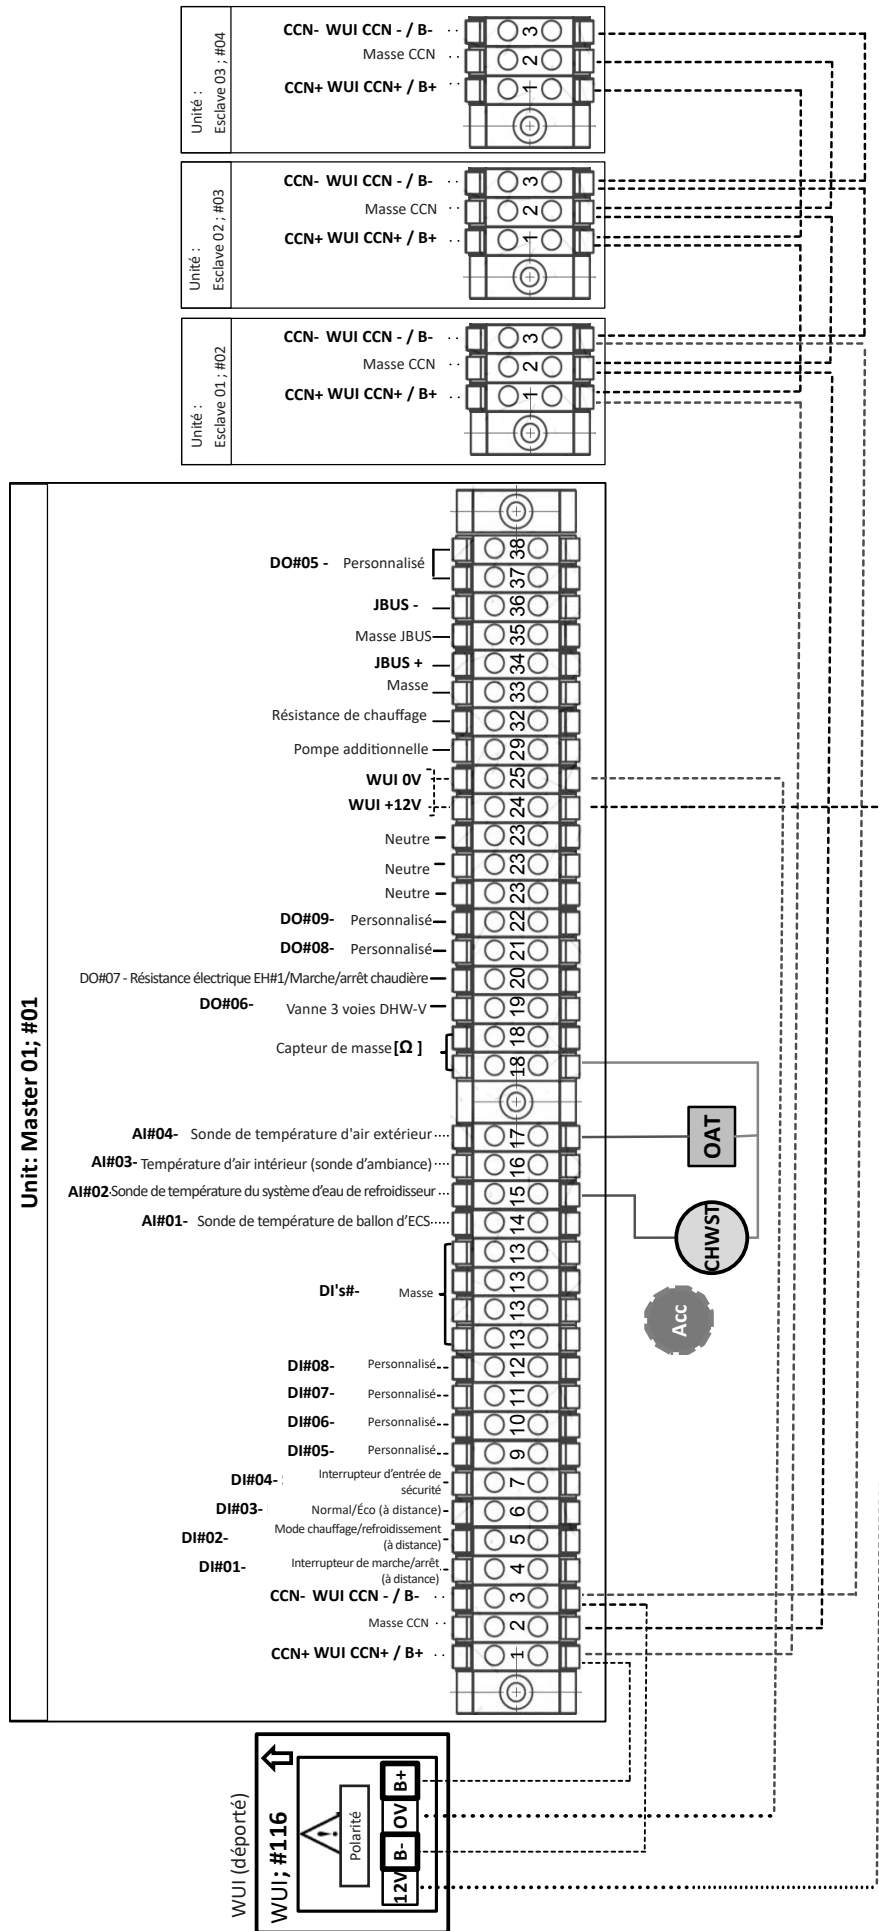 Unité :
Esclave 03 ; #04
CCN- WUI CCN - / B-
3
Masse CCN
2
CCN+ WUI CCN+ / B+
1
Unité :
Esclave 02 ; #03
CCN- WUI CCN - / B-
3
Masse CCN
2
CCN+ WUI CCN+ / B+
1
Unité :
Esclave 01 ; #02
CCN- WUI CCN - / B-
3
Masse CCN
2
CCN+ WUI CCN+ / B+
1
Unit: Master 01; #01
DO#05 - Personnalisé
38
37
JBUS -
36
Masse JBUS
35
JBUS +
34
Masse
33
Résistance de chauffage
32
Pompe additionnelle
29
WUI 0V
25
WUI +12V
24
Neutre
23
Neutre
23
Neutre
23
DO#09- Personnalisé
22
DO#08- Personnalisé
21
DO#07 - Résistance électrique EH#1/Marche/arrêt chaudière
20
DO#06- Vanne 3 voies DHW-V
19
Capteur de masse [Ω ]
18
18
AI#04- Sonde de température d'air extérieur
17
AI#03- Température d’air intérieur (sonde d’ambiance)
16
AI#02-Sonde de température du système d’eau de refroidisseur
15
AI#01- Sonde de température de ballon d’ECS
14
DI's#- Masse
13
13
13
13
DI#08- Personnalisé
12
DI#07- Personnalisé
11
DI#06- Personnalisé
10
DI#05- Personnalisé
9
DI#04- Interrupteur d’entrée de
sécurité
7
DI#03- Normal/Éco (à distance)
6
DI#02- Mode chauffage/refroidissement
(à distance)
5
DI#01- Interrupteur de marche/arrêt
(à distance)
4
CCN- WUI CCN - / B-
3
Masse CCN
2
CCN+ WUI CCN+ / B+
1
OAT
CHWST
Acc
WUI (déporté)
WUI; #116
!
Polarité
12V B- 0V B+